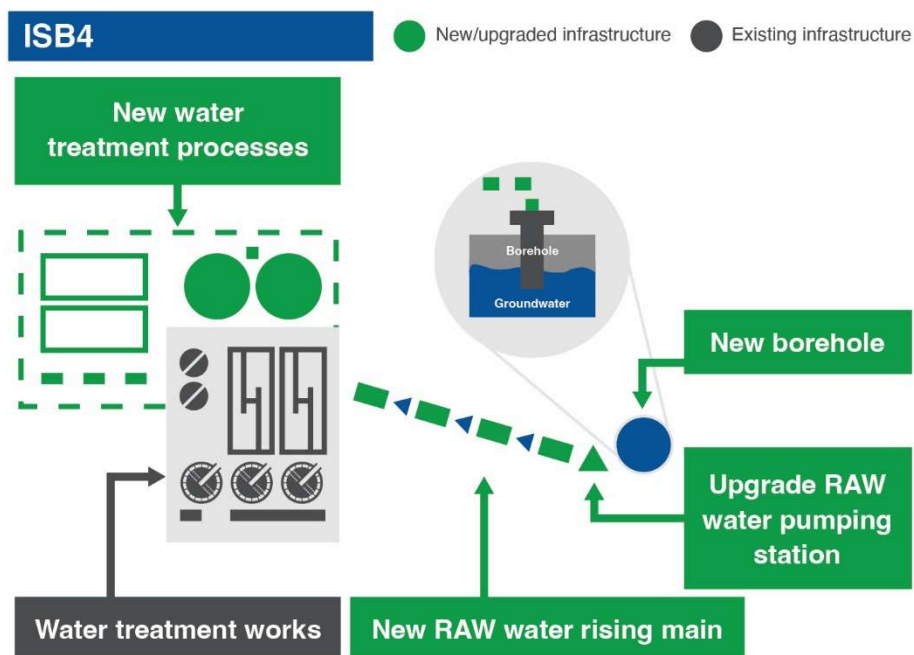 ISB4
New/upgraded infrastructure
Existing infrastructure
New water
treatment processes
Borehole
Groundwater
New borehole
Upgrade RAW
water pumping
station
Water treatment works
New RAW water rising main